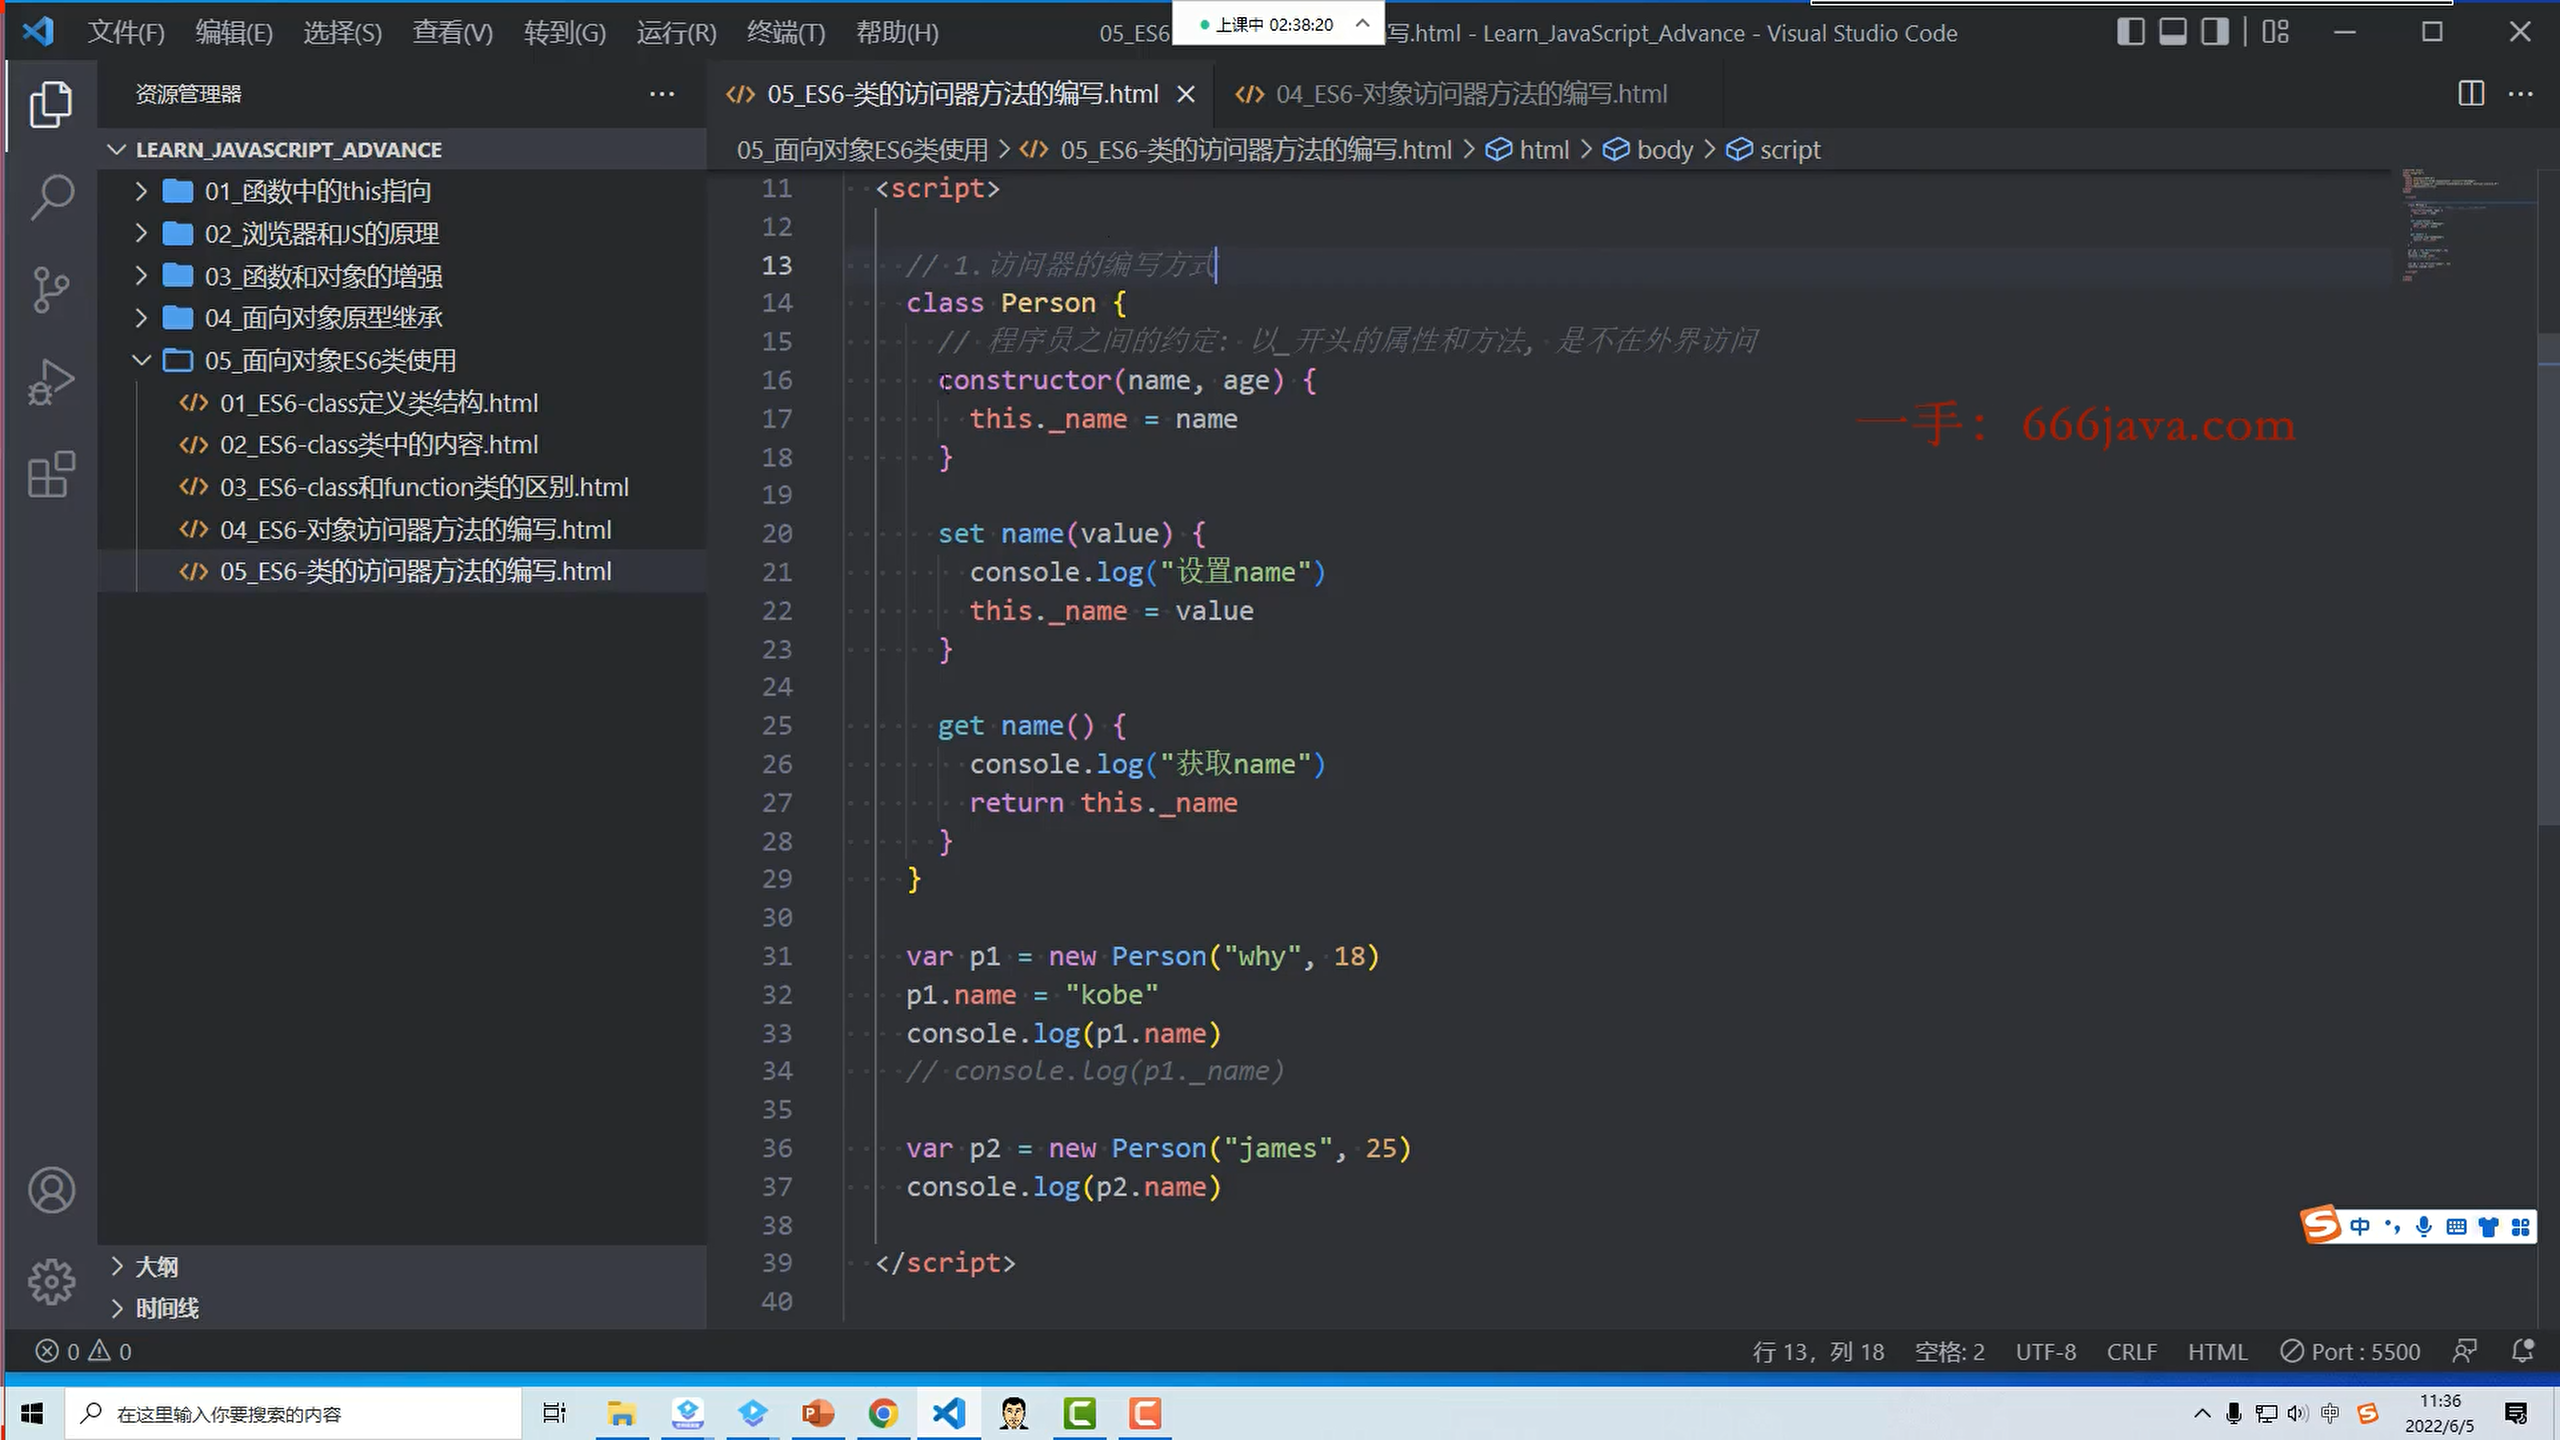 文件(F) 编辑(E) 选择(S) 查看(V) 转到(G) 运行(R) 终端(T) 帮助(H)
05_ES6
上课中 02:38:20
写.html - Learn_JavaScript_Advance - Visual Studio Code
资源管理器
LEARN_JAVASCRIPT_ADVANCE
01_函数中的this指向
02_浏览器和JS的原理
03_函数和对象的增强
04_面向对象原型继承
05_面向对象ES6类使用
01_ES6-class定义类结构.html
02_ES6-class类中的内容.html
03_ES6-class和function类的区别.html
04_ES6-对象访问器方法的编写.html
05_ES6-类的访问器方法的编写.html
大纲
时间线
05_ES6-类的访问器方法的编写.html
04_ES6-对象访问器方法的编写.html
05_面向对象ES6类使用 > 05_ES6-类的访问器方法的编写.html > html > body > script
11 <script>
12
13 // 1.访问器的编写方式
14 class Person {
15 // 程序员之间的约定: 以_开头的属性和方法, 是不在外界访问
16 constructor(name, age) {
17 this._name = name
18 }
19
20 set name(value) {
21 console.log("设置name")
22 this._name = value
23 }
24
25 get name() {
26 console.log("获取name")
27 return this._name
28 }
29 }
30
31 var p1 = new Person("why", 18)
32 p1.name = "kobe"
33 console.log(p1.name)
34 // console.log(p1._name)
35
36 var p2 = new Person("james", 25)
37 console.log(p2.name)
38
39 </script>
40
一手：666java.com
中
0 0
行 13，列 18 空格: 2 UTF-8 CRLF HTML Port : 5500
在这里输入你要搜索的内容
中
11:36
2022/6/5